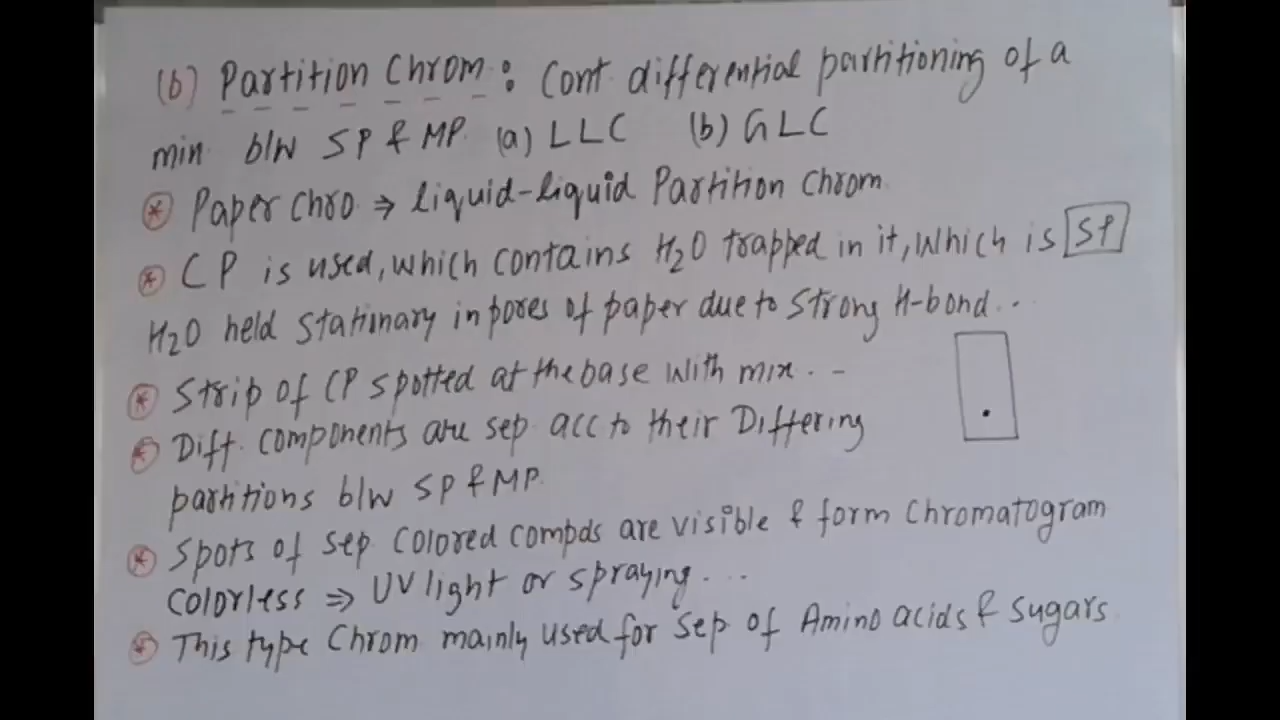 (b) Partition Chrom: Cont differential partitioning of a
min b/w SP & MP. (a) LLC (b) GLC
* Paper chro ⇒ liquid-liquid Partition Chrom
* CP is used, which contains H2O trapped in it, which is SP
H2O held stationary in pores of paper due to strong H-bond...
* Strip of CP spotted at the base with mix. -
* Diff. components are sep acc to their Differing
partitions b/w SP & MP.
* Spots of sep colored compds are visible & form Chromatogram
Colorless ⇒ UV light or spraying...
* This type Chrom mainly used for sep of Amino acids & sugars.